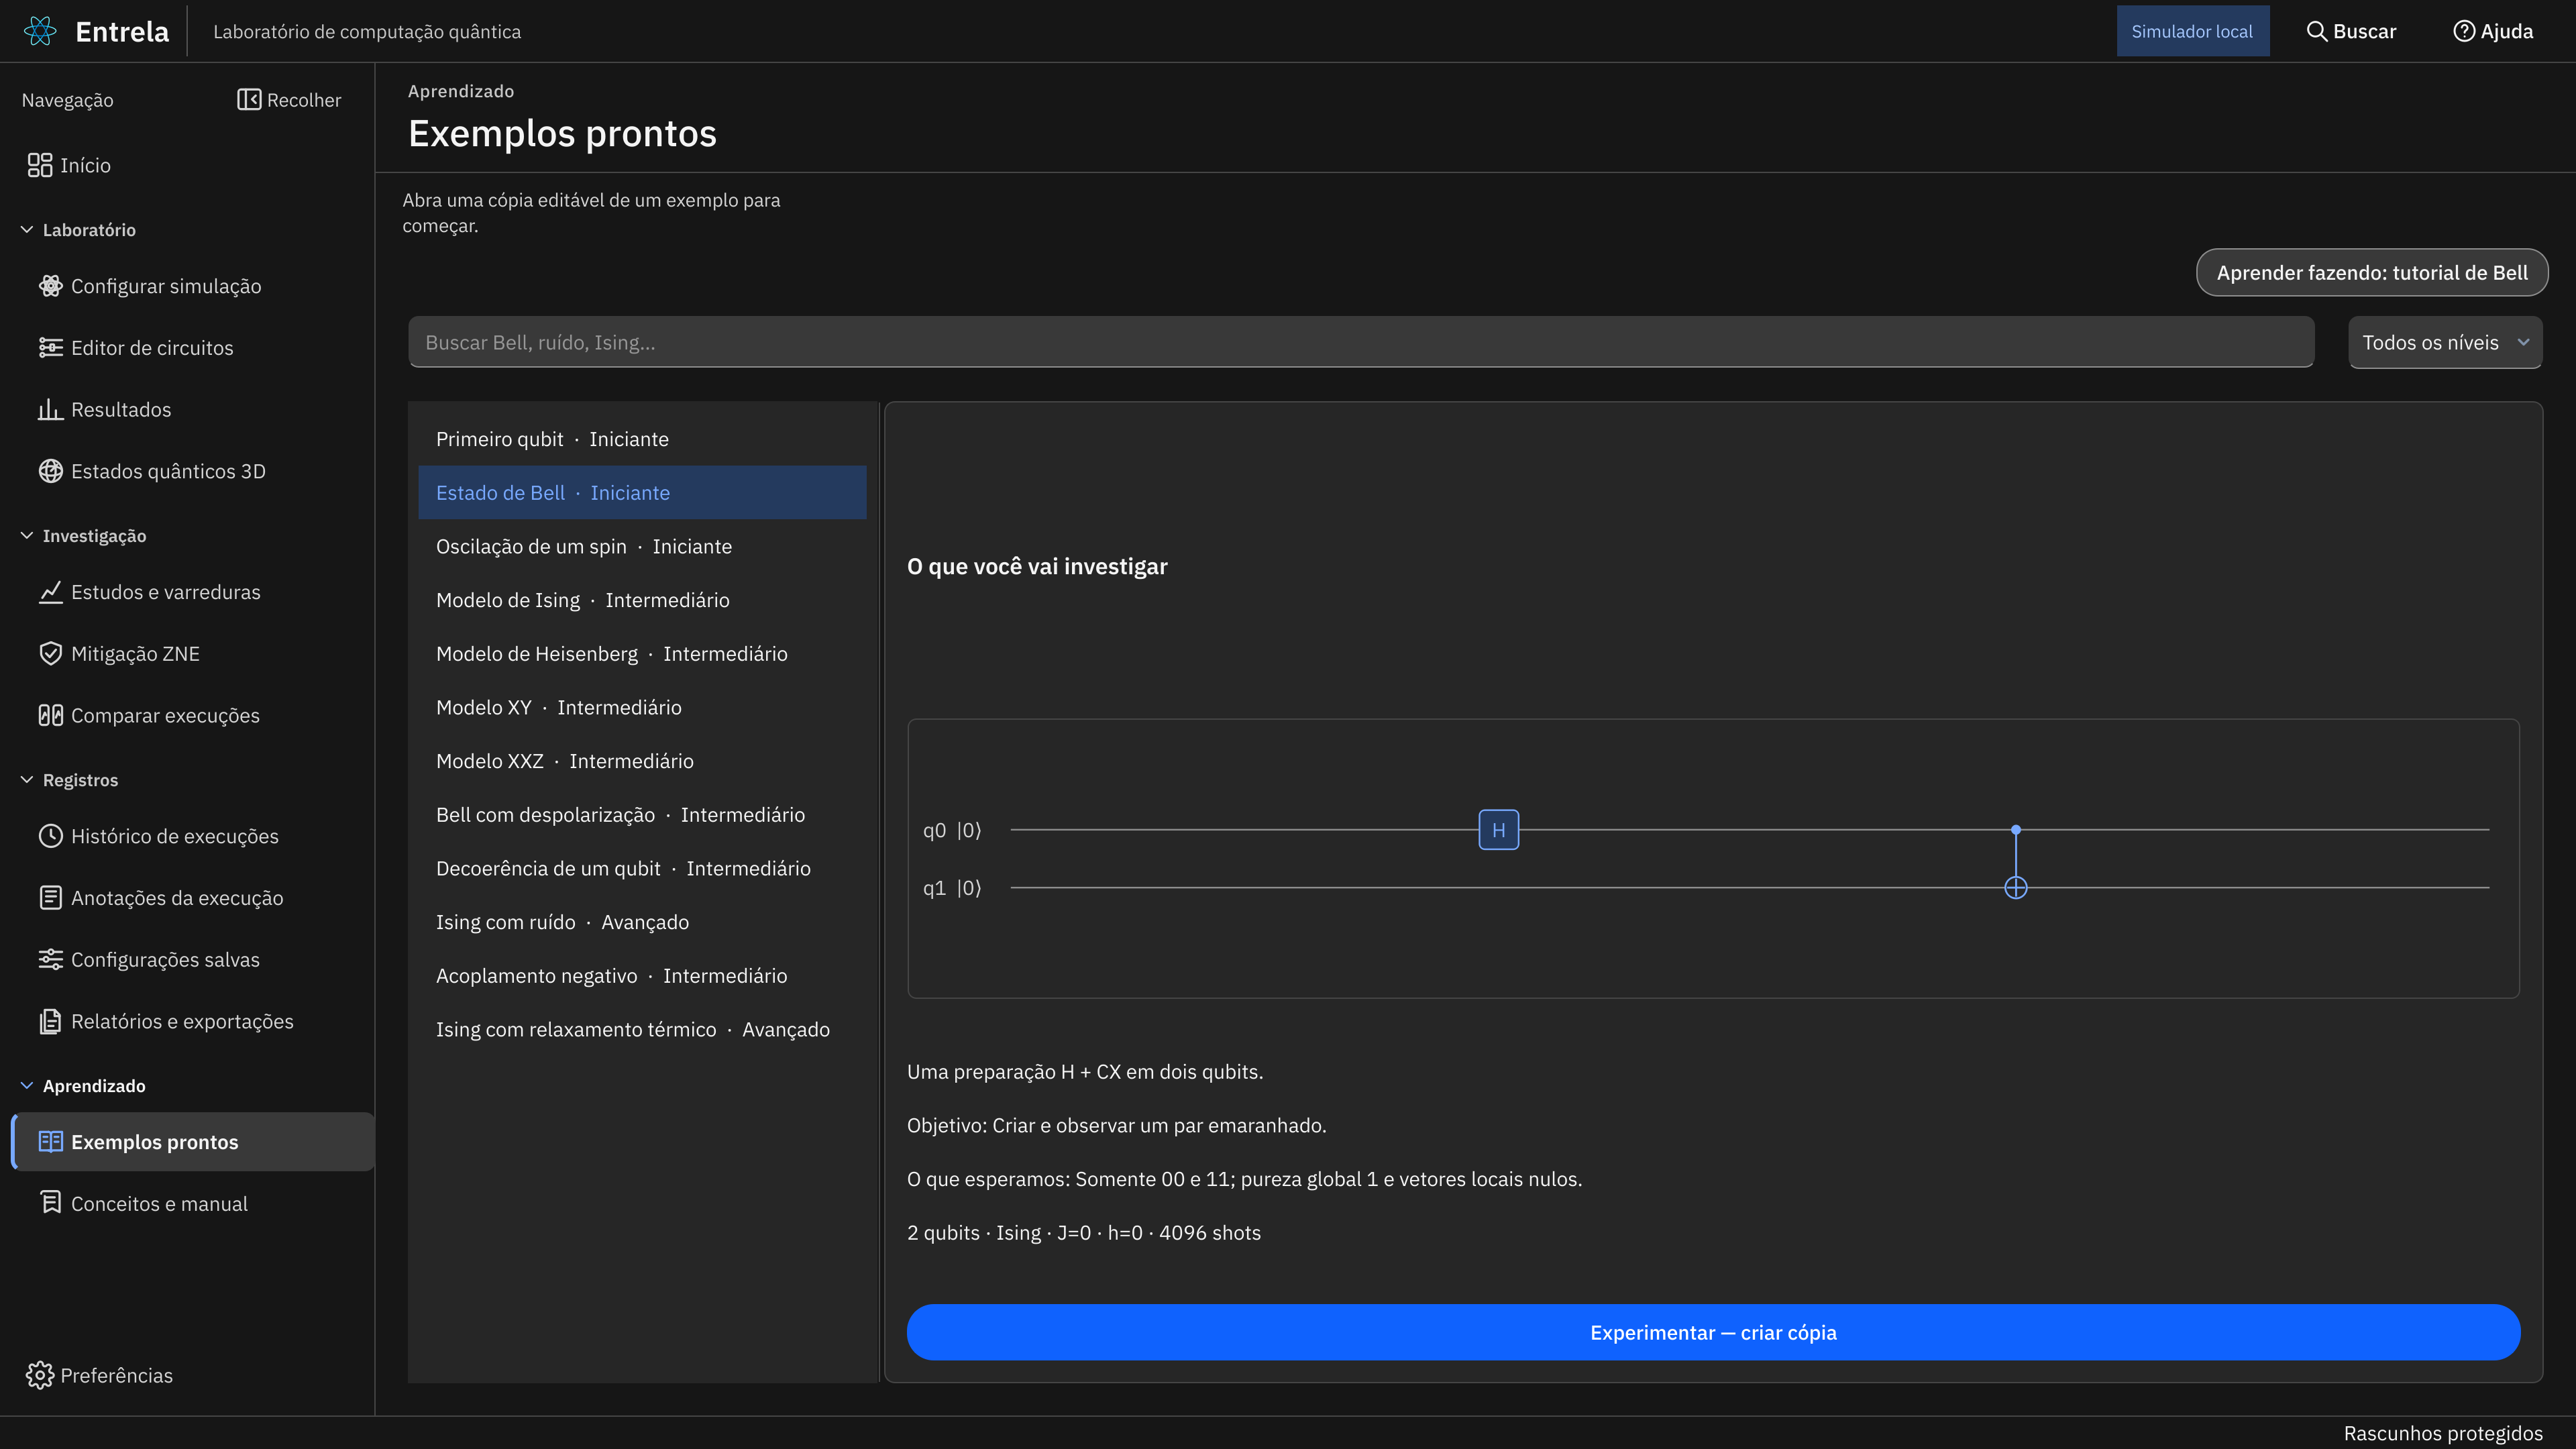 Entrela
Laboratório de computação quântica
Simulador local
Buscar
Ajuda
Navegação
Recolher
Início
Laboratório
Configurar simulação
Editor de circuitos
Resultados
Estados quânticos 3D
Investigação
Estudos e varreduras
Mitigação ZNE
Comparar execuções
Registros
Histórico de execuções
Anotações da execução
Configurações salvas
Relatórios e exportações
Aprendizado
Exemplos prontos
Conceitos e manual
Preferências
Aprendizado
Exemplos prontos
Abra uma cópia editável de um exemplo para
começar.
Aprender fazendo: tutorial de Bell
Buscar Bell, ruído, Ising...
Todos os níveis
Primeiro qubit · Iniciante
Estado de Bell · Iniciante
Oscilação de um spin · Iniciante
Modelo de Ising · Intermediário
Modelo de Heisenberg · Intermediário
Modelo XY · Intermediário
Modelo XXZ · Intermediário
Bell com despolarização · Intermediário
Decoerência de um qubit · Intermediário
Ising com ruído · Avançado
Acoplamento negativo · Intermediário
Ising com relaxamento térmico · Avançado
O que você vai investigar
q0 |0⟩
H
q1 |0⟩
Uma preparação H + CX em dois qubits.
Objetivo: Criar e observar um par emaranhado.
O que esperamos: Somente 00 e 11; pureza global 1 e vetores locais nulos.
2 qubits · Ising · J=0 · h=0 · 4096 shots
Experimentar — criar cópia
Rascunhos protegidos